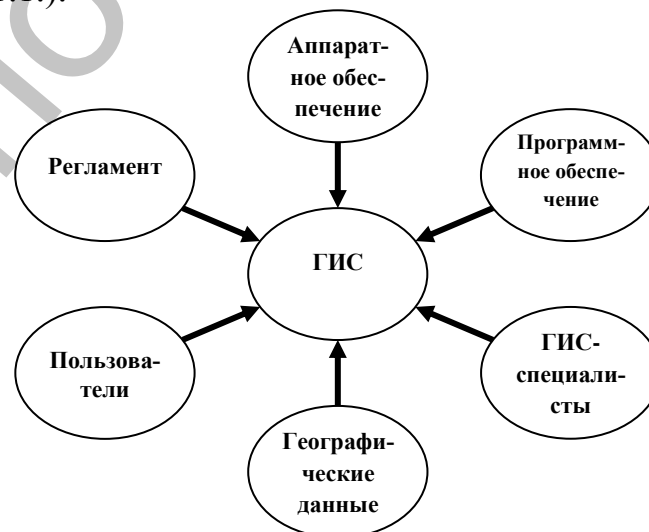 Аппарат-
ное обес-
печение
Регламент
Программ-
ное обеспе-
чение
ГИС
Пользова-
тели
ГИС-
специали-
сты
Географи-
ческие
данные